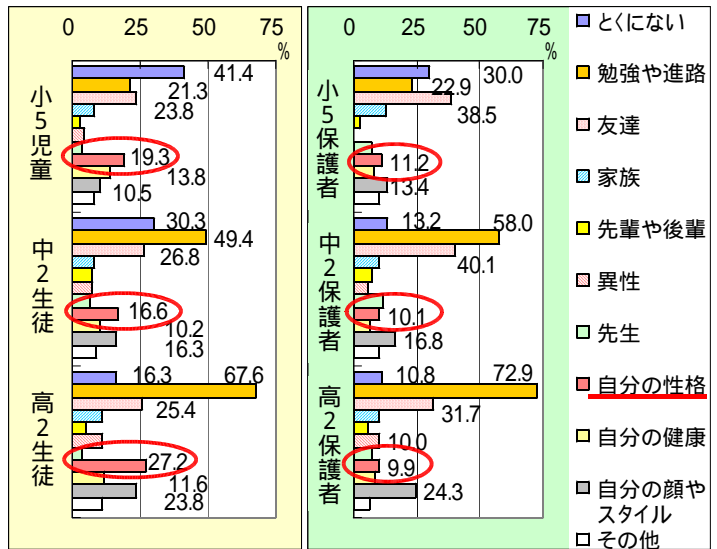 0 25 50 75
%
小5児童
41.4
21.3
23.8
19.3
13.8
10.5
中2生徒
30.3
49.4
26.8
16.6
10.2
16.3
高2生徒
16.3
67.6
25.4
27.2
11.6
23.8
0 25 50 75
%
小5保護者
30.0
22.9
38.5
11.2
13.4
中2保護者
13.2
58.0
40.1
10.1
16.8
高2保護者
10.8
72.9
31.7
10.0
9.9
24.3
とくにない
勉強や進路
友達
家族
先輩や後輩
異性
先生
自分の性格
自分の健康
自分の顔や
スタイル
その他